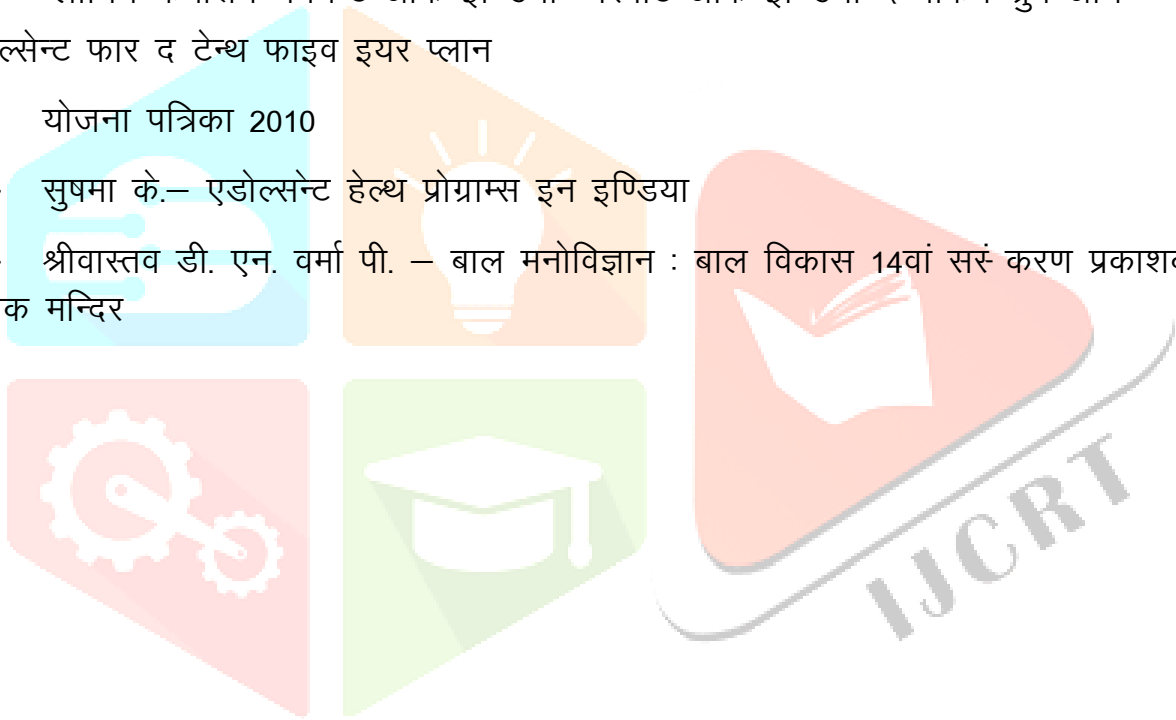 ल्सेन्ट फार द टेन्थ फाइव इयर प्लान
योजना पत्रिका 2010
सुषमा के.– एडोल्सेन्ट हेल्थ प्रोग्राम्स इन इण्डिया
श्रीवास्तव डी. एन. वर्मा पी. – बाल मनोविज्ञान : बाल विकास 14वां ससं करण प्रकाशक
क मन्दिर
IJCRT